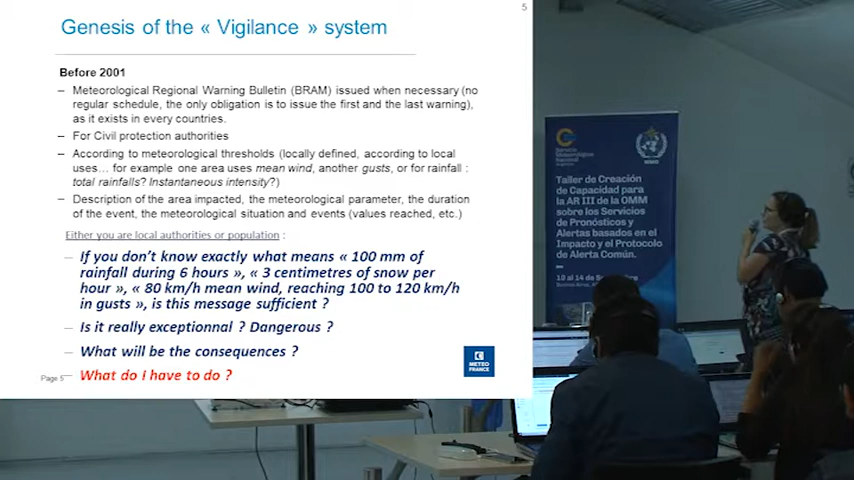 5
Genesis of the « Vigilance » system
Before 2001
– Meteorological Regional Warning Bulletin (BRAM) issued when necessary (no
regular schedule, the only obligation is to issue the first and the last warning),
as it exists in every countries.
– For Civil protection authorities
– According to meteorological thresholds (locally defined, according to local
uses… for example one area uses mean wind, another gusts, or for rainfall :
total rainfalls? Instantaneous intensity?)
– Description of the area impacted, the meteorological parameter, the duration
of the event, the meteorological situation and events (values reached, etc.)
Either you are local authorities or population :
– If you don't know exactly what means « 100 mm of
rainfall during 6 hours », « 3 centimetres of snow per
hour », « 80 km/h mean wind, reaching 100 to 120 km/h
in gusts », is this message sufficient ?
– Is it really exceptionnal ? Dangerous ?
– What will be the consequences ?
– What do I have to do ?
Page 5
METEO
FRANCE
Servicio
Meteorológico
Nacional
Taller de Creación
de Capacidad para
la AR III de la OMM
sobre los Servicios
de Pronósticos y
Alertas basados en el
Impacto y el Protocolo
de Alerta Común.
10 al 14 de
Buenos Aires,